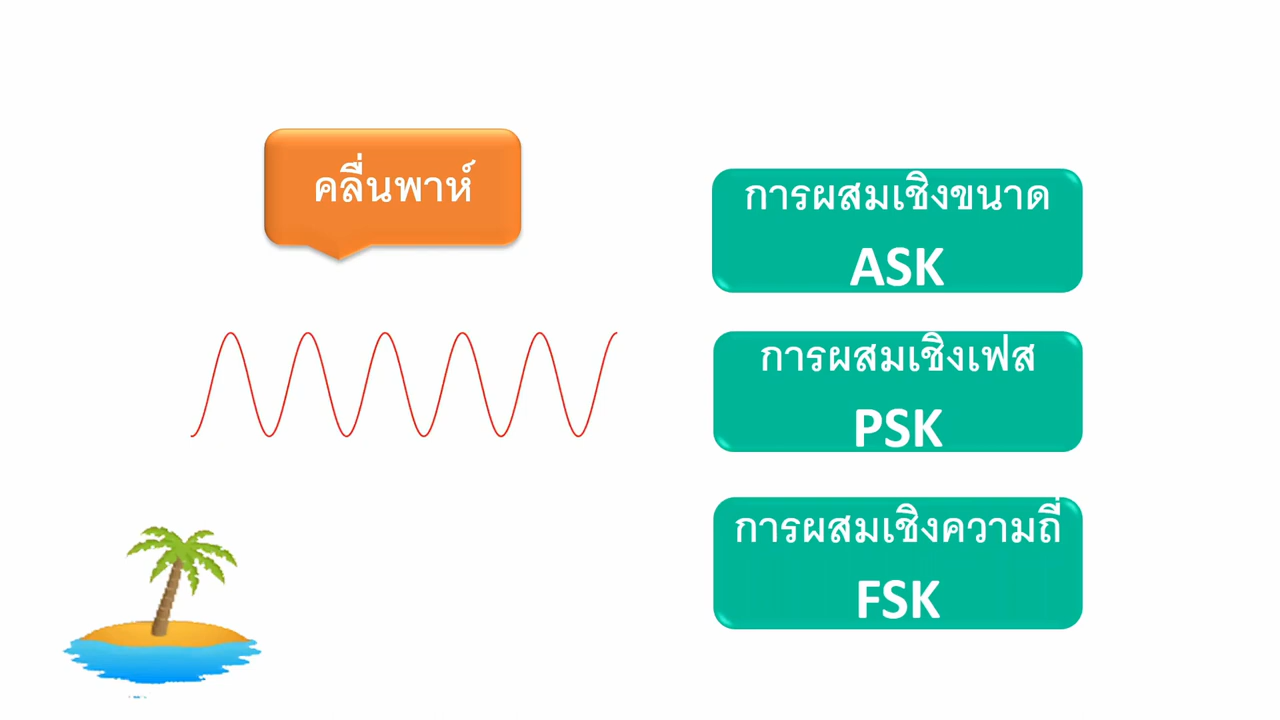 คลื่นพาห์
การผสมเชิงขนาด
ASK
การผสมเชิงเฟส
PSK
การผสมเชิงความถี่
FSK